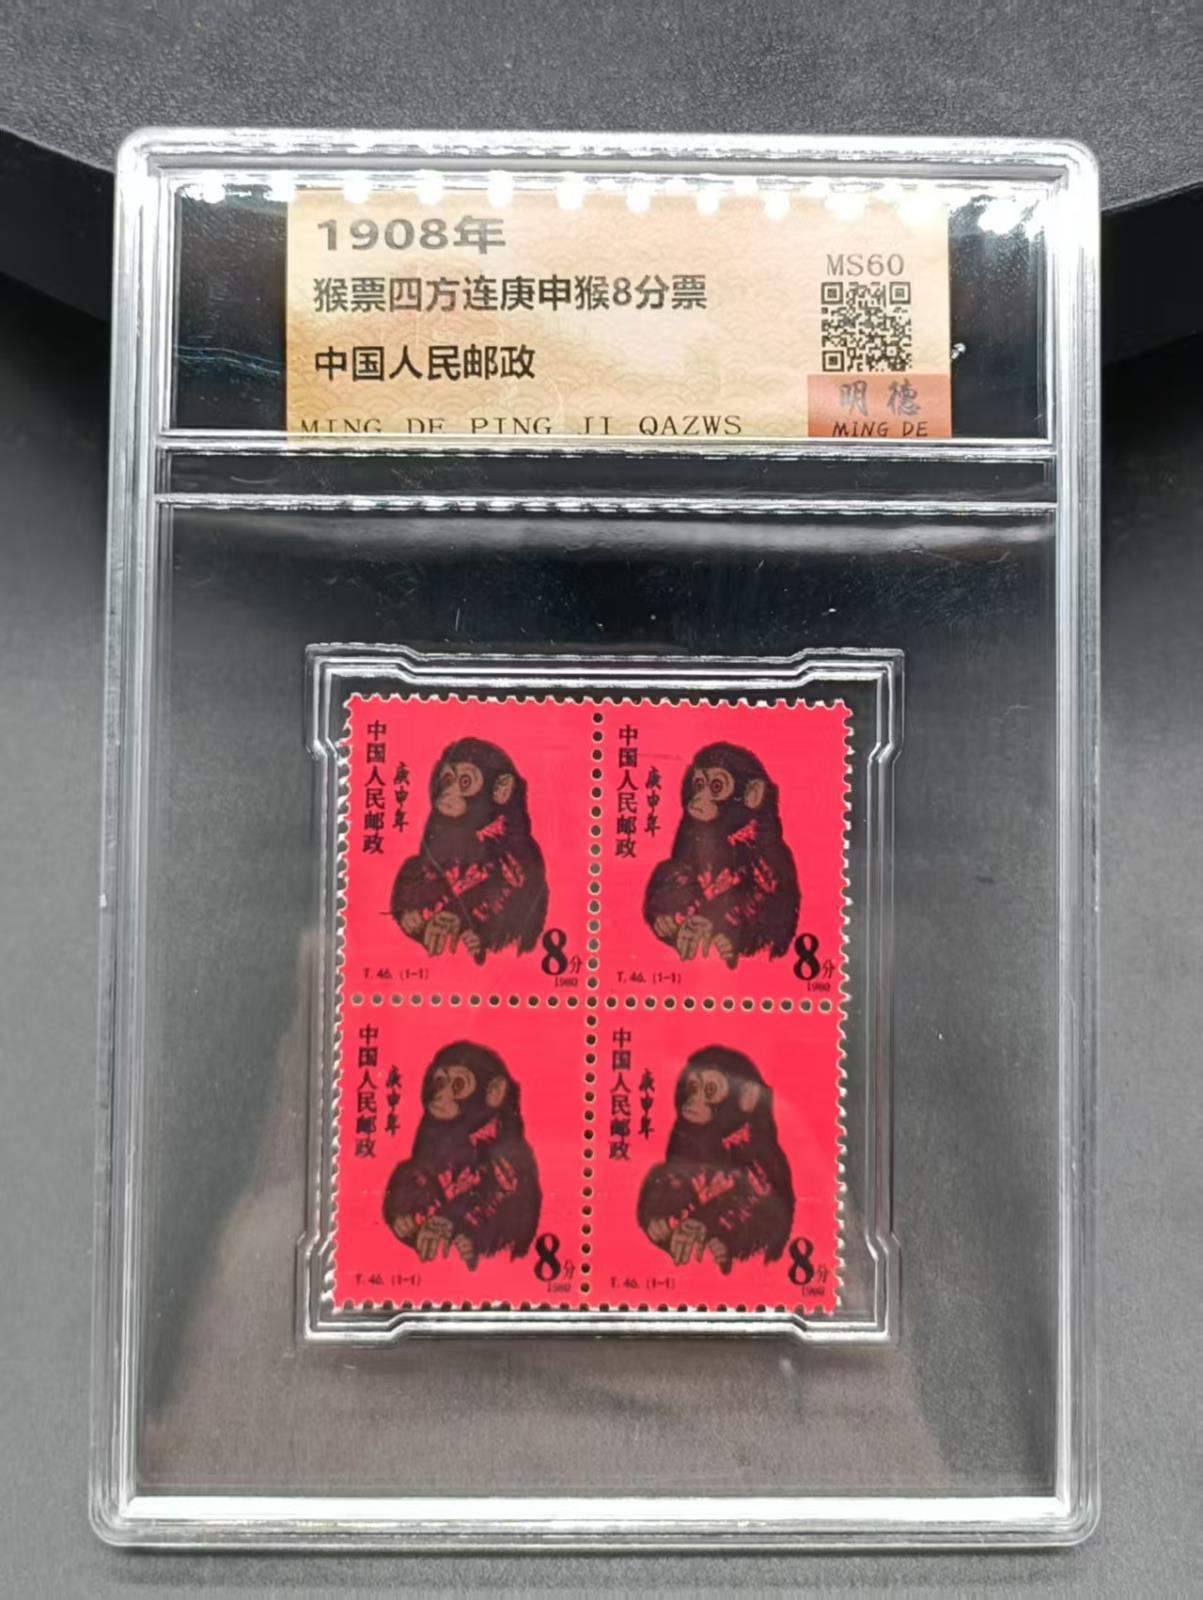 1908年
猴票四方连庚申猴8分票
中国人民邮政
MS60
明德
MING DE
MING DE PING JI QAZWS
中国人民邮政
庚申年
T.46.(1-1)
8分
1980
中国人民邮政
庚申年
T.46.(1-1)
8分
1980
中国人民邮政
庚申年
T.46.(1-1)
8分
1980
中国人民邮政
庚申年
T.46.(1-1)
8分
1980